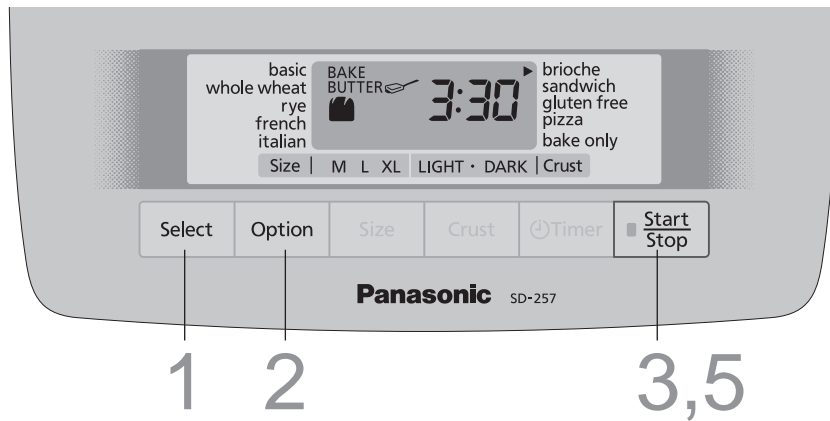 basic
whole wheat
rye
french
italian
BAKE
BUTTER
3:30
brioche
sandwich
gluten free
pizza
bake only
Size | M L XL LIGHT · DARK | Crust
Select Option Size Crust Timer Start
Stop
Panasonic SD-257
1 2 3,5